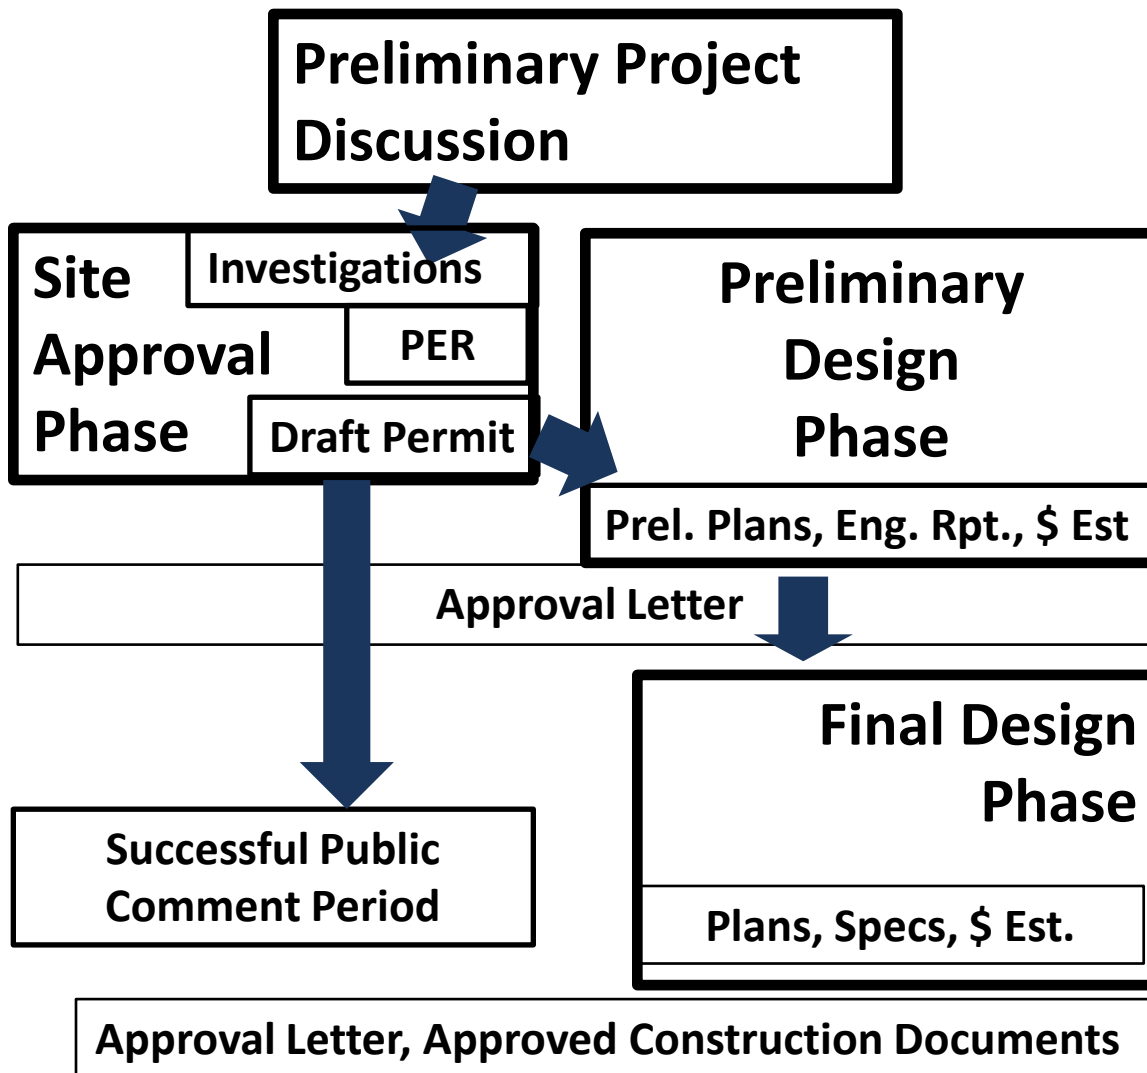 Preliminary Project
Discussion
Site
Approval
Phase
Investigations
PER
Draft Permit
Preliminary
Design
Phase
Prel. Plans, Eng. Rpt., $ Est
Approval Letter
Final Design
Phase
Successful Public
Comment Period
Plans, Specs, $ Est.
Approval Letter, Approved Construction Documents